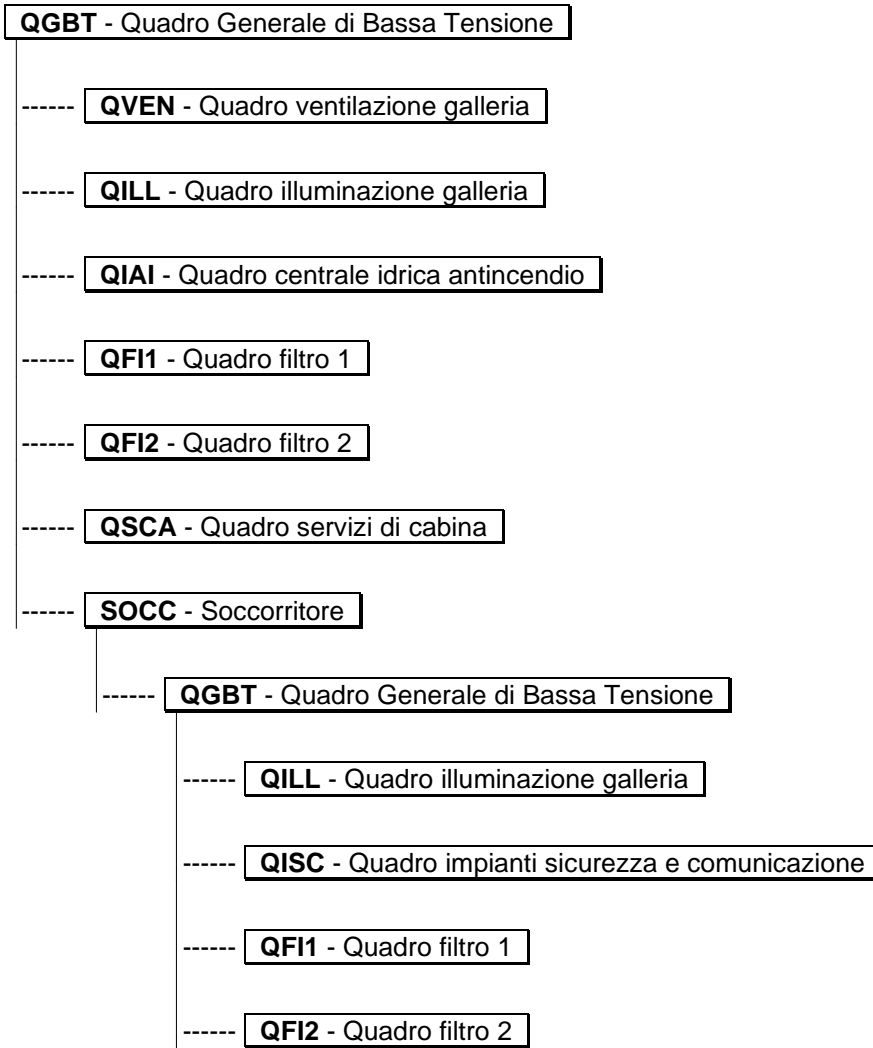 QGBT - Quadro Generale di Bassa Tensione
------ QVEN - Quadro ventilazione galleria
------ QILL - Quadro illuminazione galleria
------ QIAI - Quadro centrale idrica antincendio
------ QFI1 - Quadro filtro 1
------ QFI2 - Quadro filtro 2
------ QSCA - Quadro servizi di cabina
------ SOCC - Soccorritore
------ QGBT - Quadro Generale di Bassa Tensione
------ QILL - Quadro illuminazione galleria
------ QISC - Quadro impianti sicurezza e comunicazione
------ QFI1 - Quadro filtro 1
------ QFI2 - Quadro filtro 2